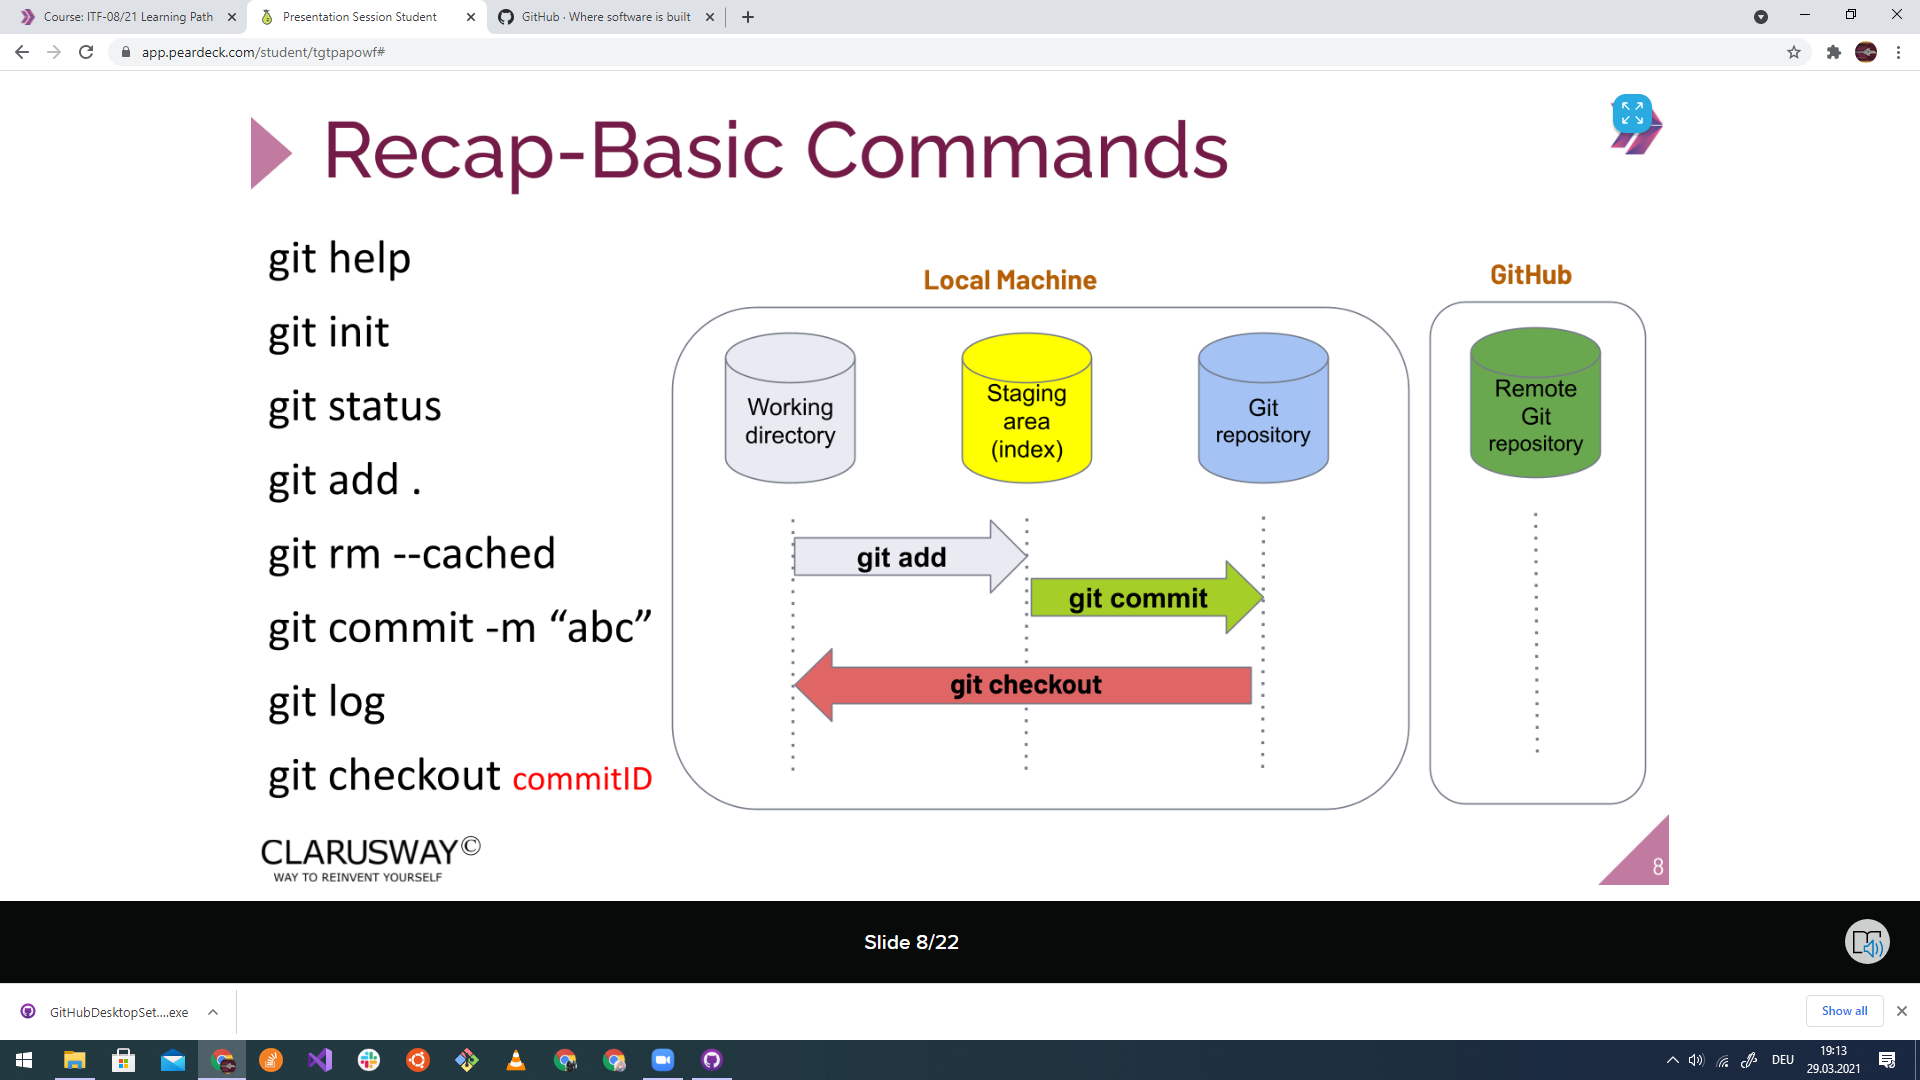 Course: ITF-08/21 Learning Path
Presentation Session Student
GitHub · Where software is built
app.peardeck.com/student/tgtpapowf#
Recap-Basic Commands
git help
git init
git status
git add .
git rm --cached
git commit -m “abc”
git log
git checkout commitID
Local Machine
GitHub
Working
directory
Staging
area
(index)
Git
repository
Remote
Git
repository
git add
git commit
git checkout
CLARUSWAY©
WAY TO REINVENT YOURSELF
8
Slide 8/22
GitHubDesktopSet....exe
Show all
DEU
19:13
29.03.2021